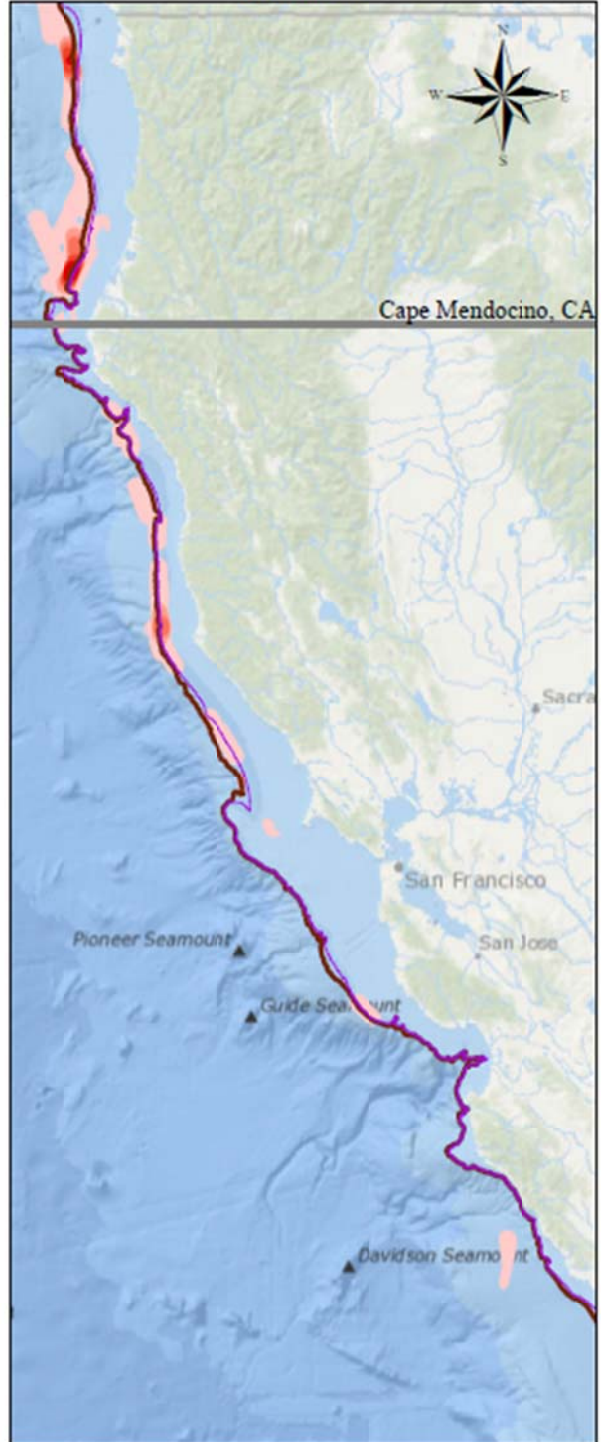 N
W E
S
Cape Mendocino, CA
Sacra
San Francisco
Pioneer Seamount
San Jose
Guide Seamount
Davidson Seamount